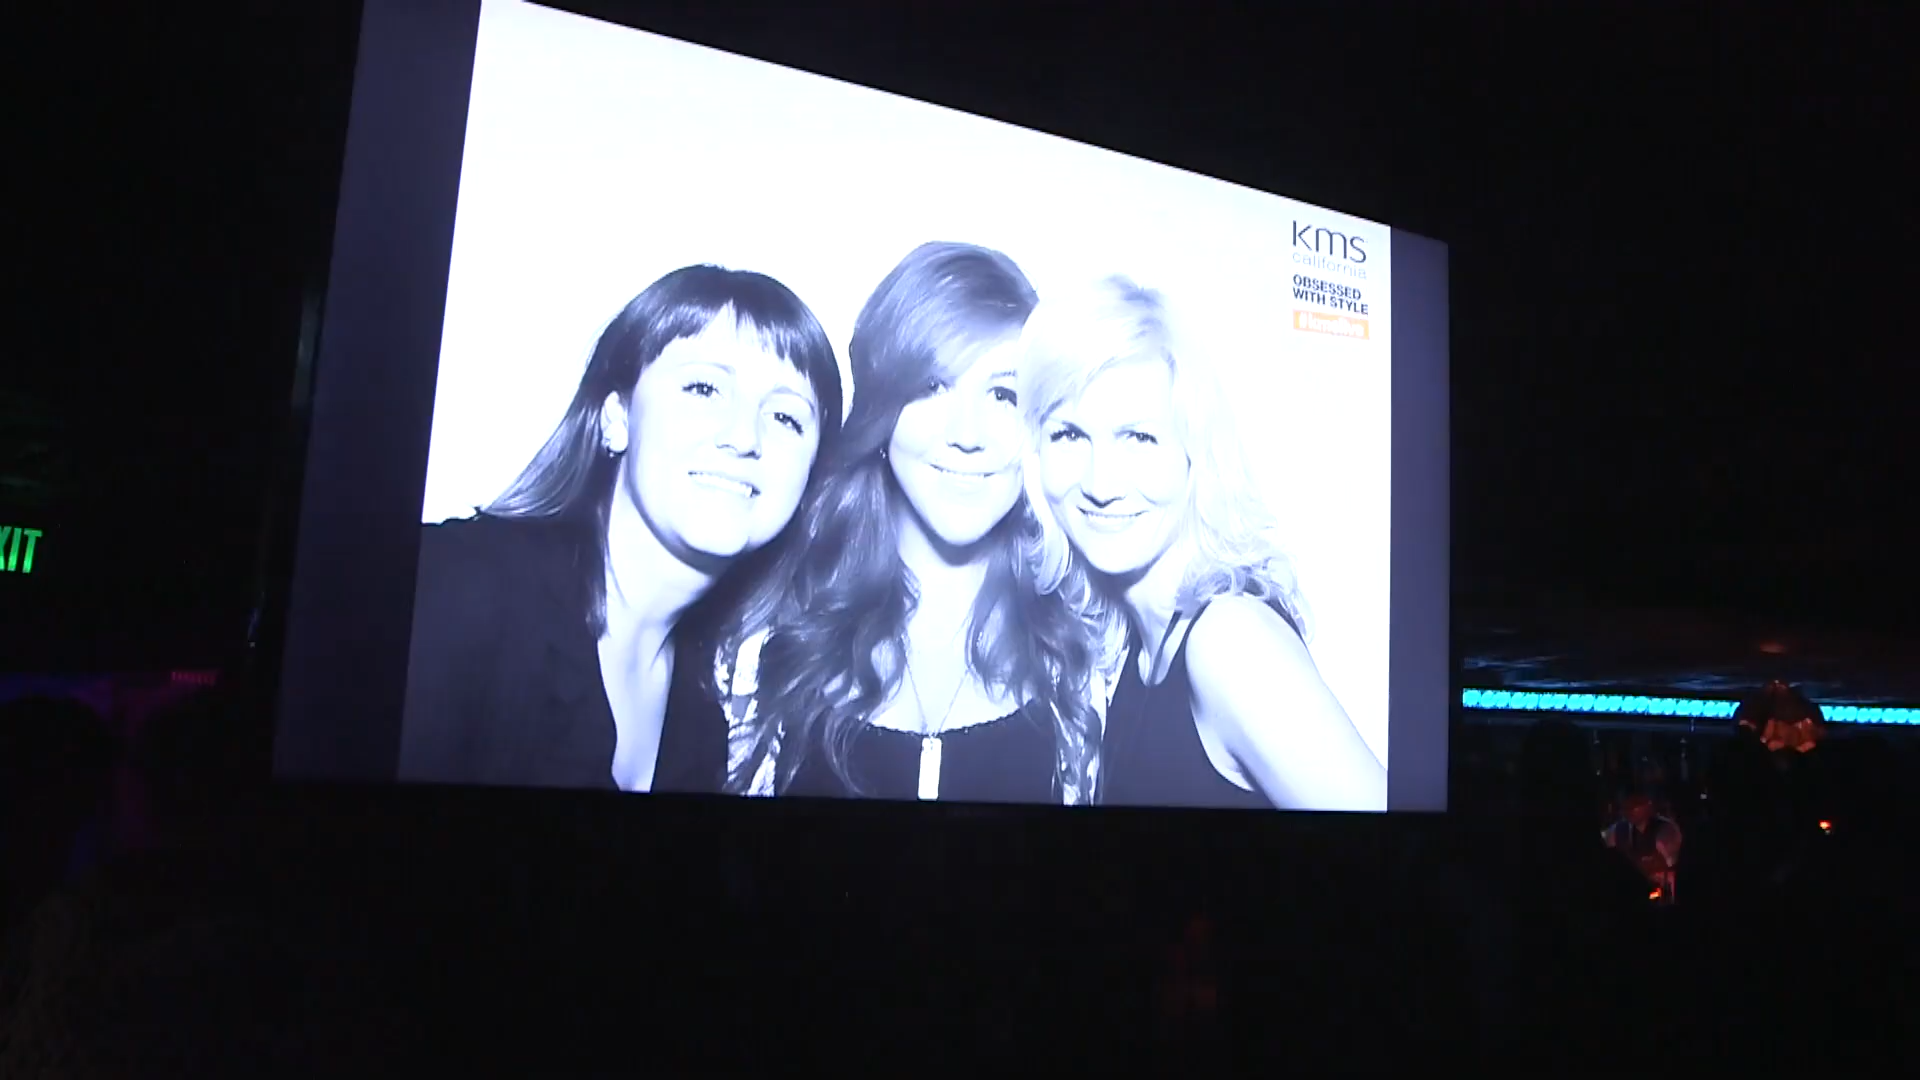 XIT
kms
california
OBSESSED
WITH STYLE